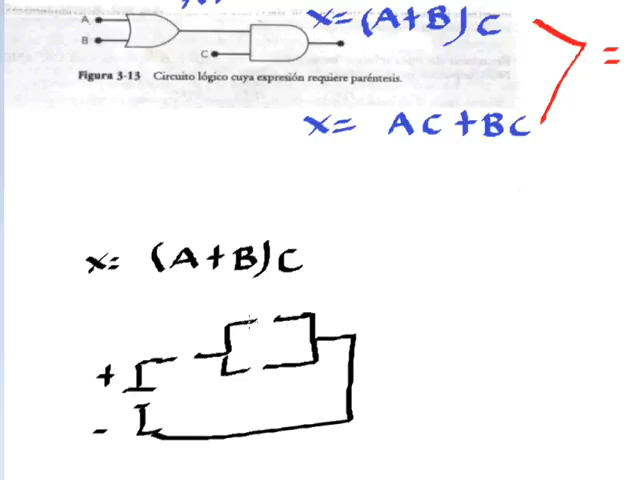 A
B
C
x=(A+B)C
Figura 3-13 Circuito lógico cuya expresión requiere paréntesis.
=
x= AC+BC
x= (A+B)C
+
-